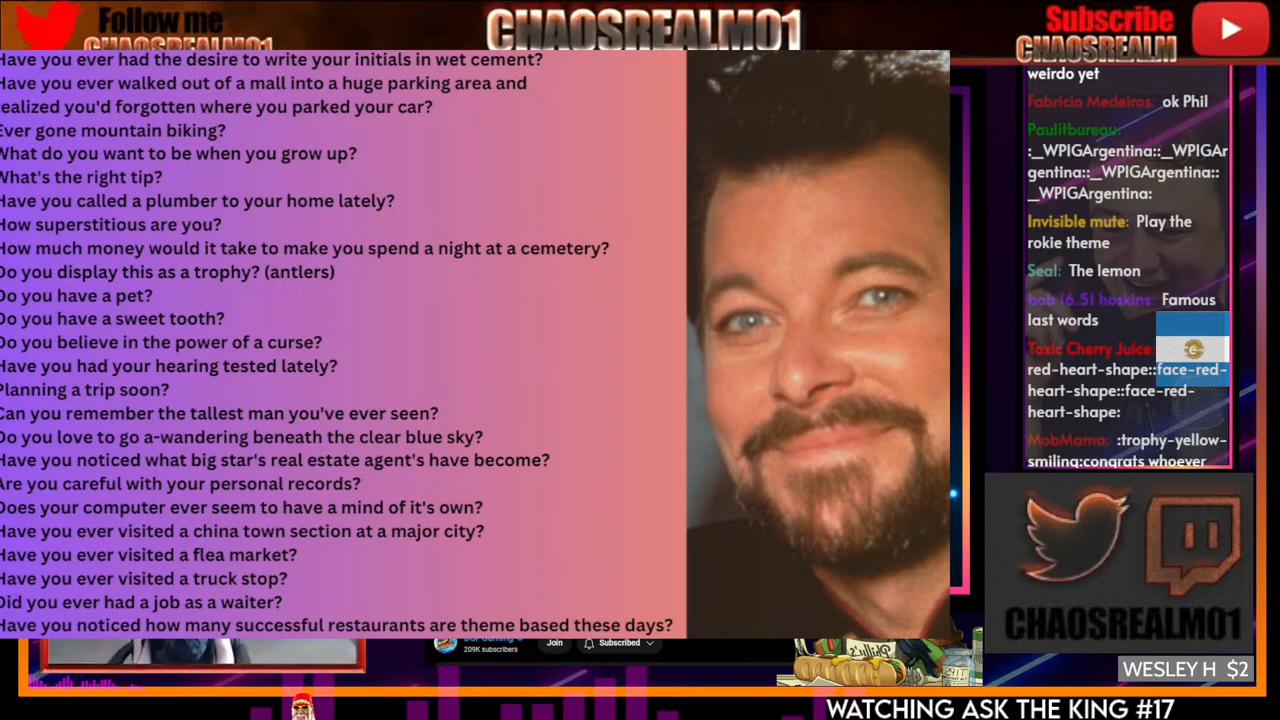 Follow me
CHAOSREALM01
CHAOSREALM01
Subscribe
CHAOSREALM
Have you ever had the desire to write your initials in wet cement?
Have you ever walked out of a mall into a huge parking area and
realized you'd forgotten where you parked your car?
Ever gone mountain biking?
What do you want to be when you grow up?
What's the right tip?
Have you called a plumber to your home lately?
How superstitious are you?
How much money would it take to make you spend a night at a cemetery?
Do you display this as a trophy? (antlers)
Do you have a pet?
Do you have a sweet tooth?
Do you believe in the power of a curse?
Have you had your hearing tested lately?
Planning a trip soon?
Can you remember the tallest man you've ever seen?
Do you love to go a-wandering beneath the clear blue sky?
Have you noticed what big star's real estate agent's have become?
Are you careful with your personal records?
Does your computer ever seem to have a mind of it's own?
Have you ever visited a china town section at a major city?
Have you ever visited a flea market?
Have you ever visited a truck stop?
Did you ever had a job as a waiter?
Have you noticed how many successful restaurants are theme based these days?
weirdo yet
Fabricio Medeiros: ok Phil
Paulitbureau:
:__WPIGArgentina::__WPIGAr
gentina::__WPIGArgentina::
__WPIGArgentina:
Invisible mute: Play the
rokie theme
Seal: The lemon
bob (6.5) hoskins: Famous
last words
Toxic Cherry Juice:
red-heart-shape::face-red-
heart-shape::face-red-
heart-shape:
MobMama: :trophy-yellow-
smiling:congrats whoever
209K subscribers
Join
Subscribed
CHAOSREALM01
WESLEY H $2
WATCHING ASK THE KING #17